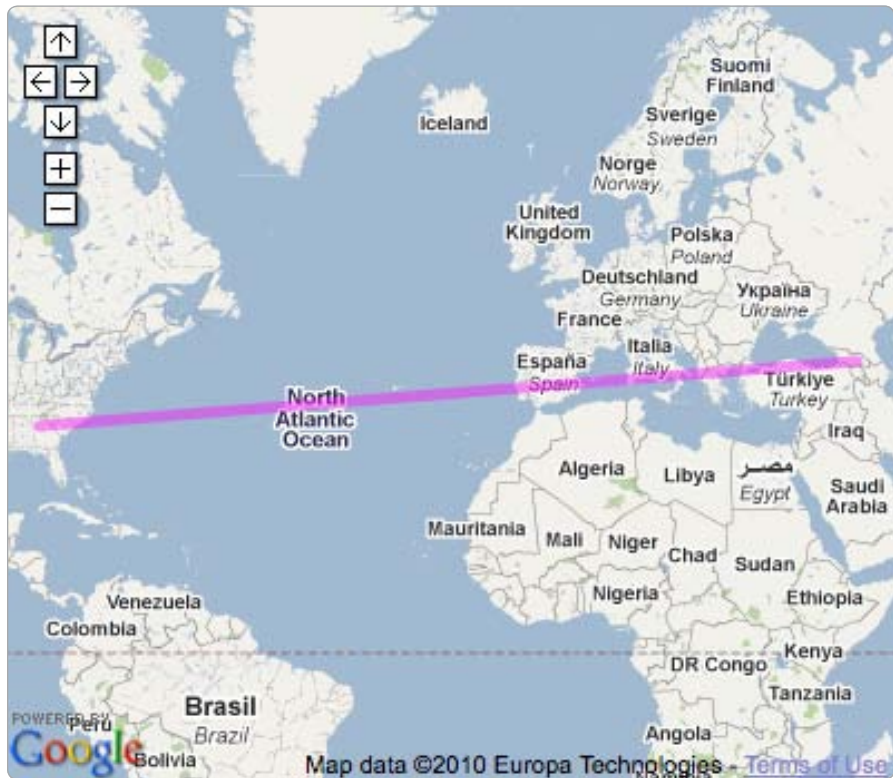 Suomi
Finland
Iceland
Sverige
Sweden
Norge
Norway
United
Kingdom
Polska
Poland
Deutschland
Germany
Україна
Ukraine
France
España
Spain
Italia
Italy
Türkiye
Turkey
North
Atlantic
Ocean
Iraq
Algeria
Libya
مصر
Egypt
Saudi
Arabia
Mauritania
Mali
Niger
Chad
Sudan
Nigeria
Ethiopia
Venezuela
Colombia
DR Congo
Kenya
Tanzania
Brasil
Brazil
POWERED BY
Perú
Google
Bolivia
Angola
Map data ©2010 Europa Technologies - Terms of Use